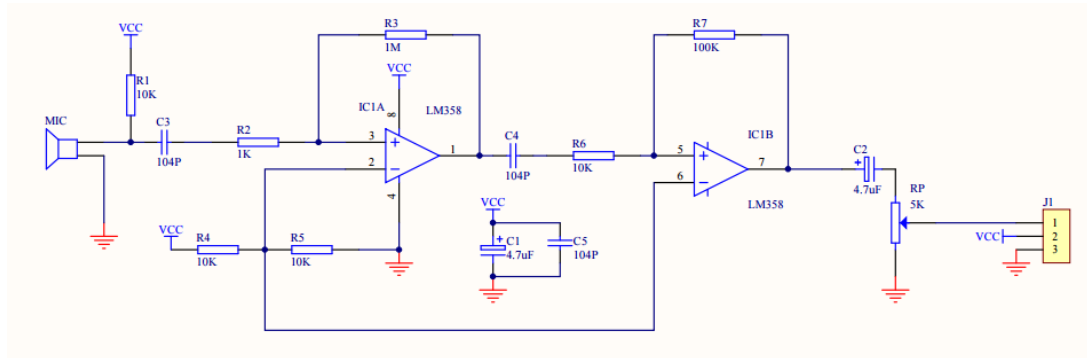 VCC
R1
10K
MIC
C3
104P
R2
1K
R3
1M
VCC
IC1A
LM358
8
3
+
2
−
1
4
C4
104P
R6
10K
R7
100K
IC1B
5
+
6
−
7
LM358
C2
+
4.7uF
RP
5K
J1
1
2
3
VCC
VCC
R4
10K
R5
10K
VCC
+
C1
4.7uF
C5
104P